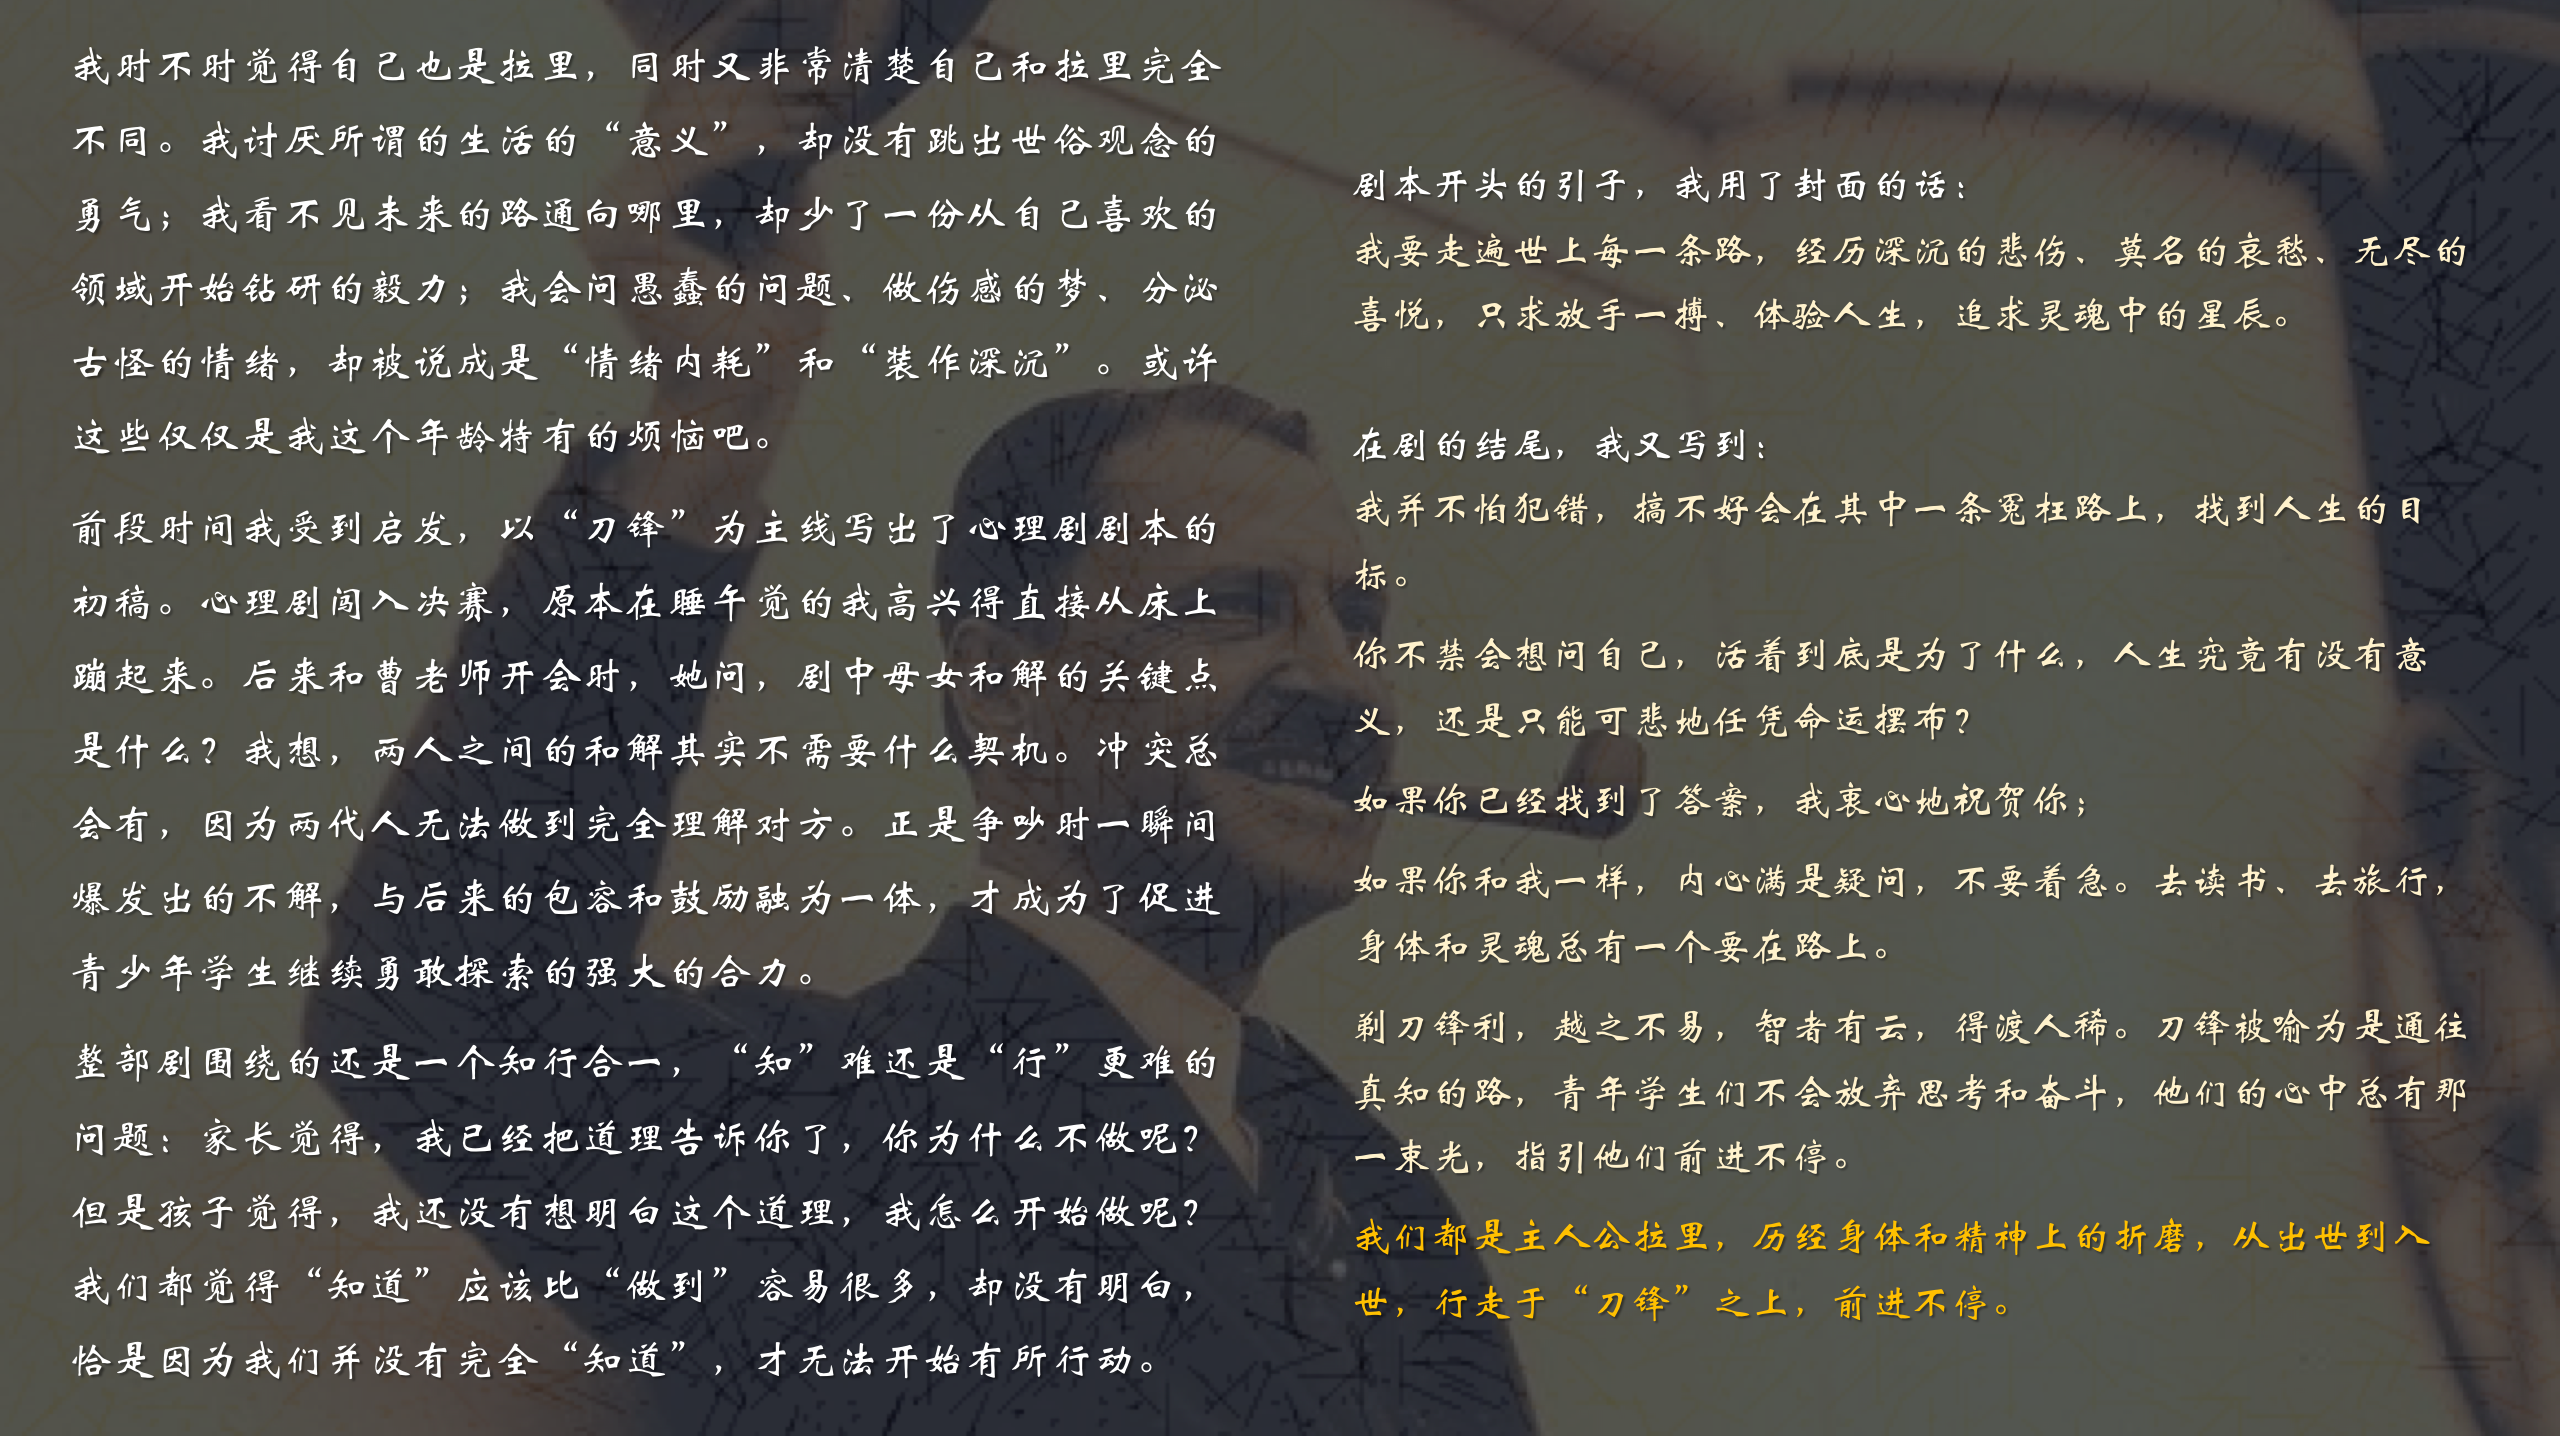 我时不时觉得自己也是拉里，同时又非常清楚自己和拉里完全
不同。我讨厌所谓的生活的“意义”，却没有跳出世俗观念的
勇气；我看不见未来的路通向哪里，却少了一份从自己喜欢的
领域开始钻研的毅力；我会问愚蠢的问题、做伤感的梦、分泌
古怪的情绪，却被说成是“情绪内耗”和“装作深沉”。或许
这些仅仅是我这个年龄特有的烦恼吧。
前段时间我受到启发，以“刀锋”为主线写出了心理剧剧本的
初稿。心理剧闯入决赛，原本在睡午觉的我高兴得直接从床上
蹦起来。后来和曹老师开会时，她问，剧中母女和解的关键点
是什么？我想，两人之间的和解其实不需要什么契机。冲突总
会有，因为两代人无法做到完全理解对方。正是争吵时一瞬间
爆发出的不解，与后来的包容和鼓励融为一体，才成为了促进
青少年学生继续勇敢探索的强大的合力。
整部剧围绕的还是一个知行合一，“知”难还是“行”更难的
问题：家长觉得，我已经把道理告诉你了，你为什么不做呢？
但是孩子觉得，我还没有想明白这个道理，我怎么开始做呢？
我们都觉得“知道”应该比“做到”容易很多，却没有明白，
恰是因为我们并没有完全“知道”，才无法开始有所行动。
剧本开头的引子，我用了封面的话：
我要走遍世上每一条路，经历深沉的悲伤、莫名的哀愁、无尽的
喜悦，只求放手一搏、体验人生，追求灵魂中的星辰。
在剧的结尾，我又写到：
我并不怕犯错，搞不好会在其中一条冤枉路上，找到人生的目
标。
你不禁会想问自己，活着到底是为了什么，人生究竟有没有意
义，还是只能可悲地任凭命运摆布？
如果你已经找到了答案，我衷心地祝贺你；
如果你和我一样，内心满是疑问，不要着急。去读书、去旅行，
身体和灵魂总有一个要在路上。
剃刀锋利，越之不易，智者有云，得渡人稀。刀锋被喻为是通往
真知的路，青年学生们不会放弃思考和奋斗，他们的心中总有那
一束光，指引他们前进不停。
我们都是主人公拉里，历经身体和精神上的折磨，从出世到入
世，行走于“刀锋”之上，前进不停。